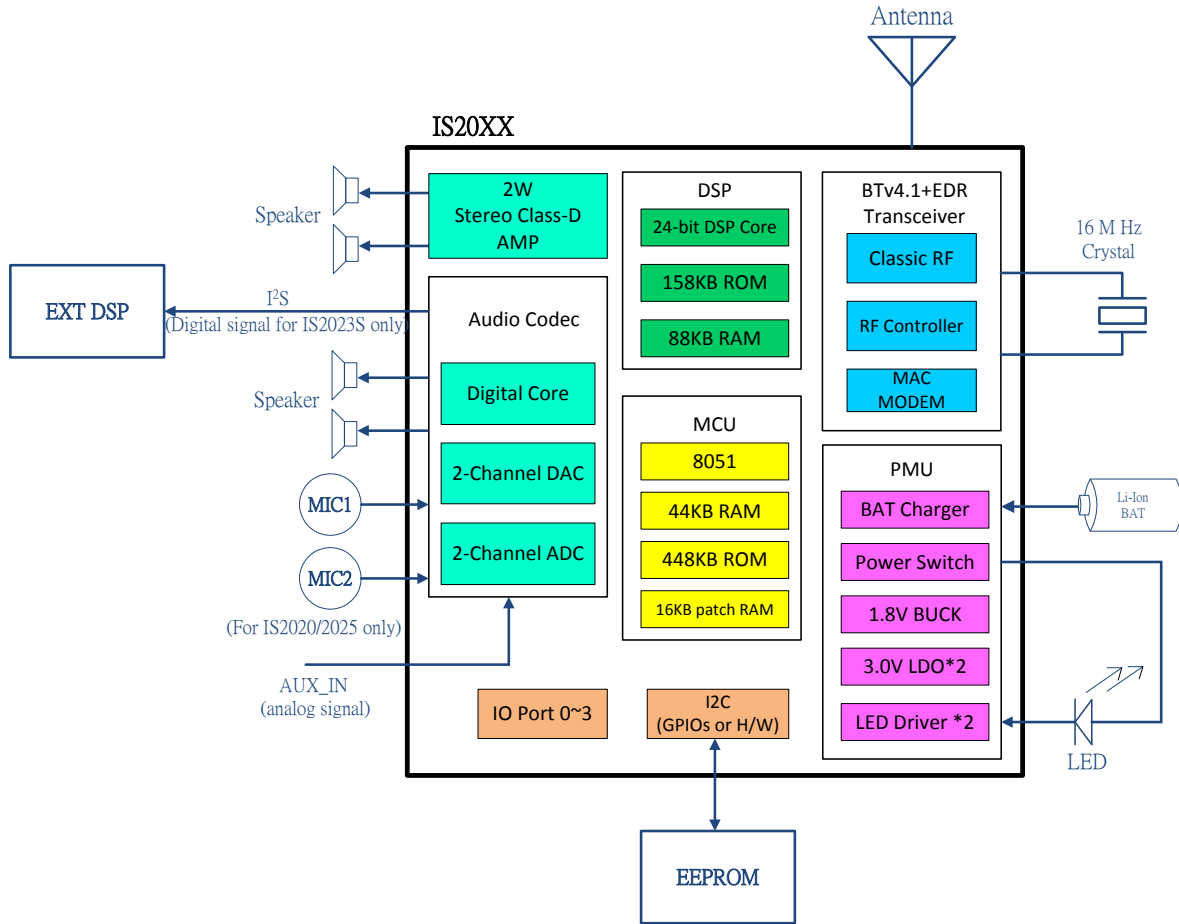 Antenna
IS20XX
2W
Stereo Class-D
AMP
Speaker
EXT DSP
I²S
(Digital signal for IS2023S only)
Audio Codec
Digital Core
2-Channel DAC
2-Channel ADC
Speaker
MIC1
MIC2
(For IS2020/2025 only)
AUX_IN
(analog signal)
DSP
24-bit DSP Core
158KB ROM
88KB RAM
MCU
8051
44KB RAM
448KB ROM
16KB patch RAM
BTv4.1+EDR
Transceiver
Classic RF
RF Controller
MAC
MODEM
16 M Hz
Crystal
PMU
BAT Charger
Power Switch
1.8V BUCK
3.0V LDO*2
LED Driver *2
Li-Ion
BAT
LED
IO Port 0~3
I2C
(GPIOs or H/W)
EEPROM